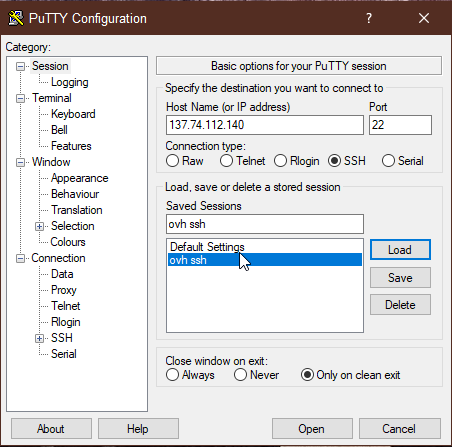 PuTTY Configuration
?
Category:
Session
Logging
Terminal
Keyboard
Bell
Features
Window
Appearance
Behaviour
Translation
Selection
Colours
Connection
Data
Proxy
Telnet
Rlogin
SSH
Serial
Basic options for your PuTTY session
Specify the destination you want to connect to
Host Name (or IP address) Port
137.74.112.140 22
Connection type:
Raw Telnet Rlogin SSH Serial
Load, save or delete a stored session
Saved Sessions
ovh ssh
Default Settings
ovh ssh
Load
Save
Delete
Close window on exit:
Always Never Only on clean exit
About Help Open Cancel